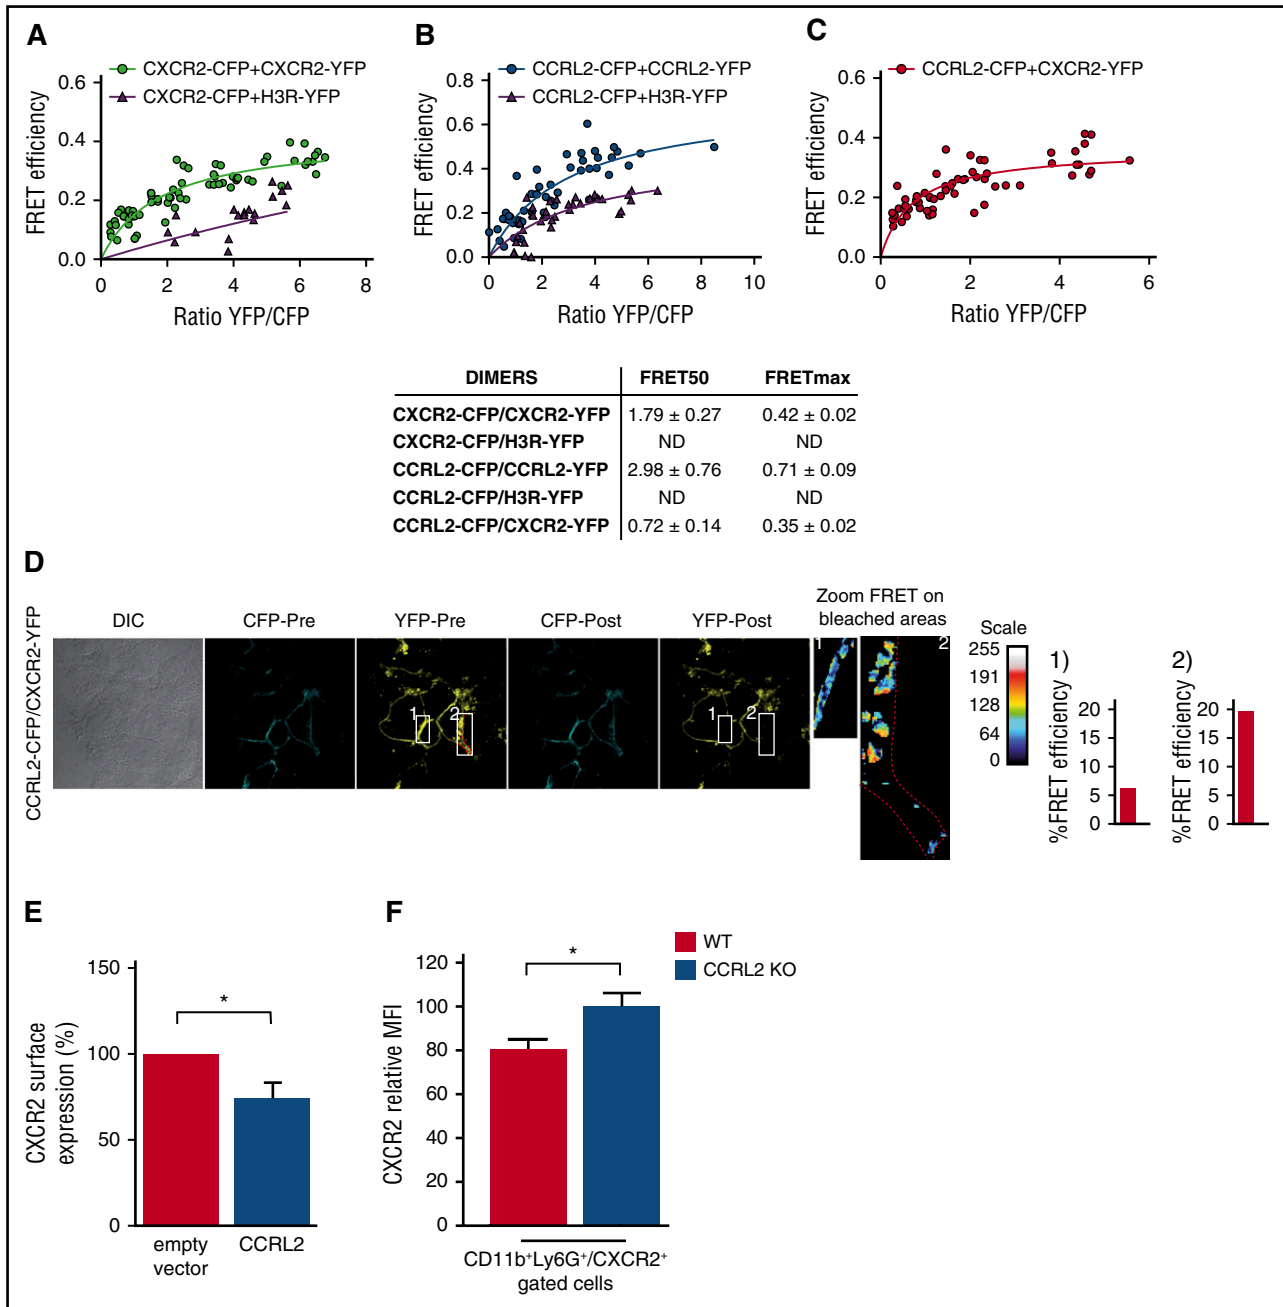 A
CXCR2-CFP+CXCR2-YFP
CXCR2-CFP+H3R-YFP
FRET efficiency
0.6
0.4
0.2
0.0
0 2 4 6 8
Ratio YFP/CFP
B
CCRL2-CFP+CCRL2-YFP
CCRL2-CFP+H3R-YFP
FRET efficiency
0.8
0.6
0.4
0.2
0.0
0 2 4 6 8 10
Ratio YFP/CFP
C
CCRL2-CFP+CXCR2-YFP
FRET efficiency
0.6
0.4
0.2
0.0
0 2 4 6
Ratio YFP/CFP
DIMERS FRET50 FRETmax
CXCR2-CFP/CXCR2-YFP 1.79 ± 0.27 0.42 ± 0.02
CXCR2-CFP/H3R-YFP ND ND
CCRL2-CFP/CCRL2-YFP 2.98 ± 0.76 0.71 ± 0.09
CCRL2-CFP/H3R-YFP ND ND
CCRL2-CFP/CXCR2-YFP 0.72 ± 0.14 0.35 ± 0.02
D
CCRL2-CFP/CXCR2-YFP
DIC
CFP-Pre
YFP-Pre
1 2
CFP-Post
YFP-Post
1 2
Zoom FRET on
bleached areas
1
2
Scale
255
191
128
64
0
1)
%FRET efficiency
20
15
10
5
0
2)
%FRET efficiency
20
15
10
5
0
E
CXCR2 surface
expression (%)
150
100
50
0
*
empty
vector
CCRL2
F
WT
CCRL2 KO
CXCR2 relative MFI
120
100
80
60
40
20
0
*
CD11b⁺Ly6G⁺/CXCR2⁺
gated cells